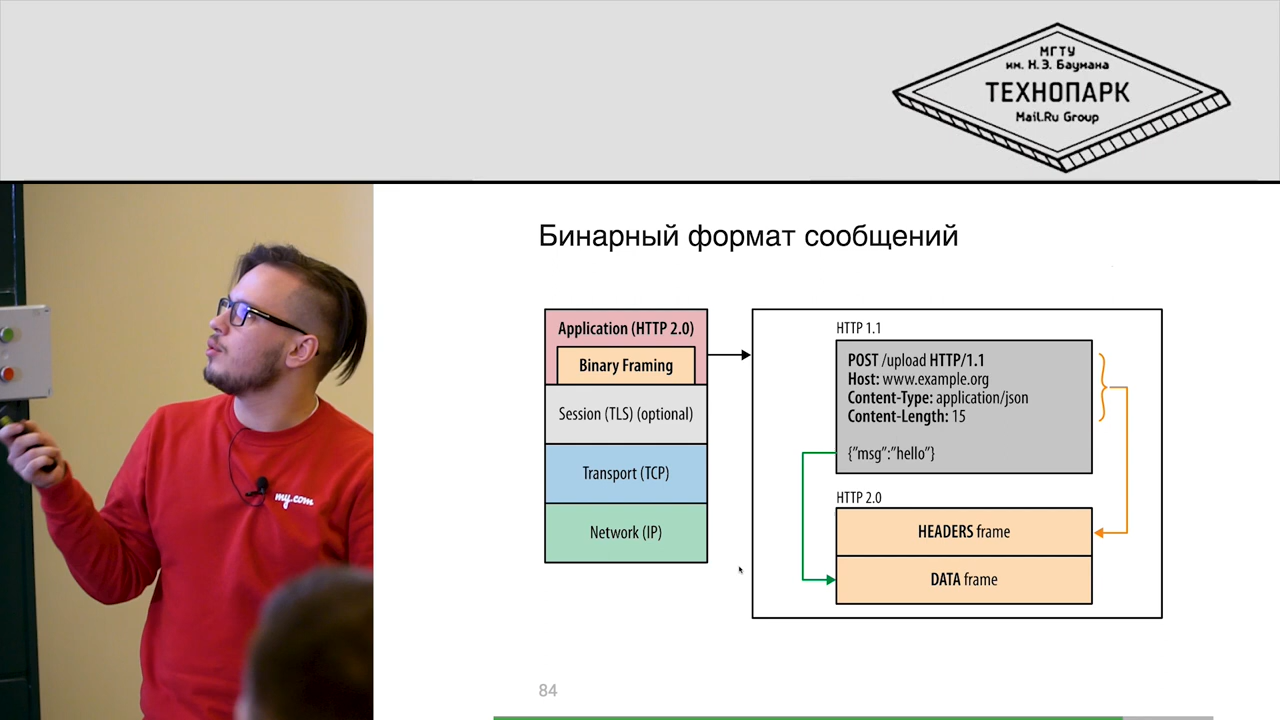 МГТУ
им. Н.Э. Баумана
ТЕХНОПАРК
Mail.Ru Group
my.com
Бинарный формат сообщений
Application (HTTP 2.0)
Binary Framing
Session (TLS) (optional)
Transport (TCP)
Network (IP)
HTTP 1.1
POST /upload HTTP/1.1
Host: www.example.org
Content-Type: application/json
Content-Length: 15
{"msg":"hello"}
HTTP 2.0
HEADERS frame
DATA frame
84